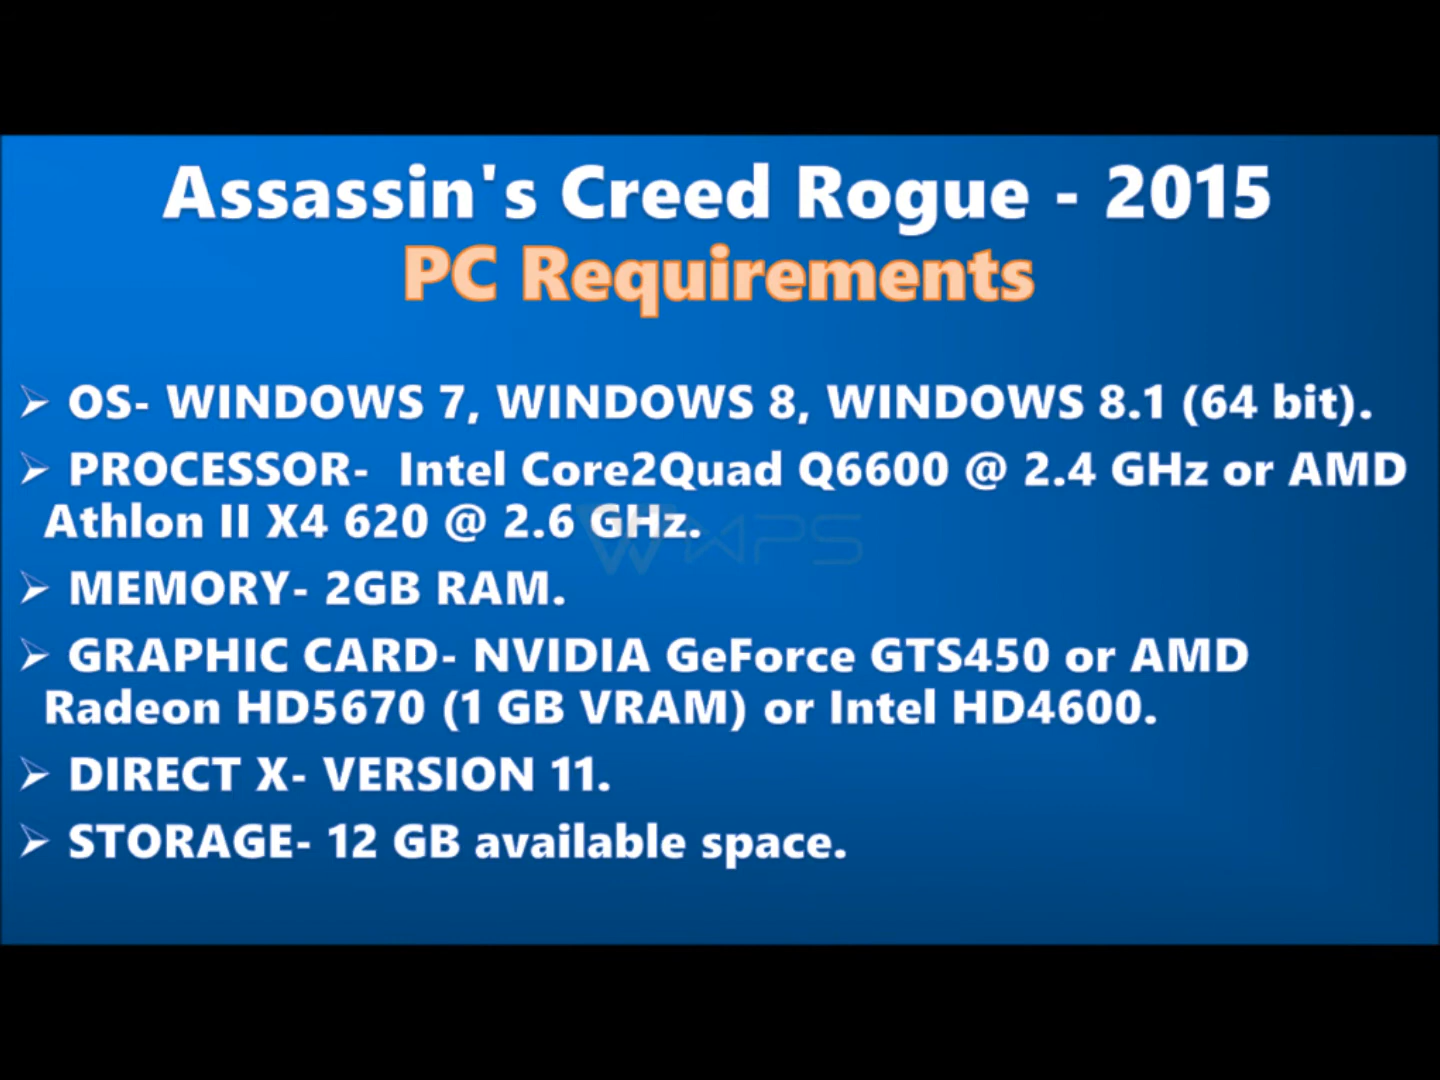 Assassin's Creed Rogue - 2015
PC Requirements
➢ OS- WINDOWS 7, WINDOWS 8, WINDOWS 8.1 (64 bit).
➢ PROCESSOR- Intel Core2Quad Q6600 @ 2.4 GHz or AMD
Athlon II X4 620 @ 2.6 GHz.
WPS
➢ MEMORY- 2GB RAM.
➢ GRAPHIC CARD- NVIDIA GeForce GTS450 or AMD
Radeon HD5670 (1 GB VRAM) or Intel HD4600.
➢ DIRECT X- VERSION 11.
➢ STORAGE- 12 GB available space.